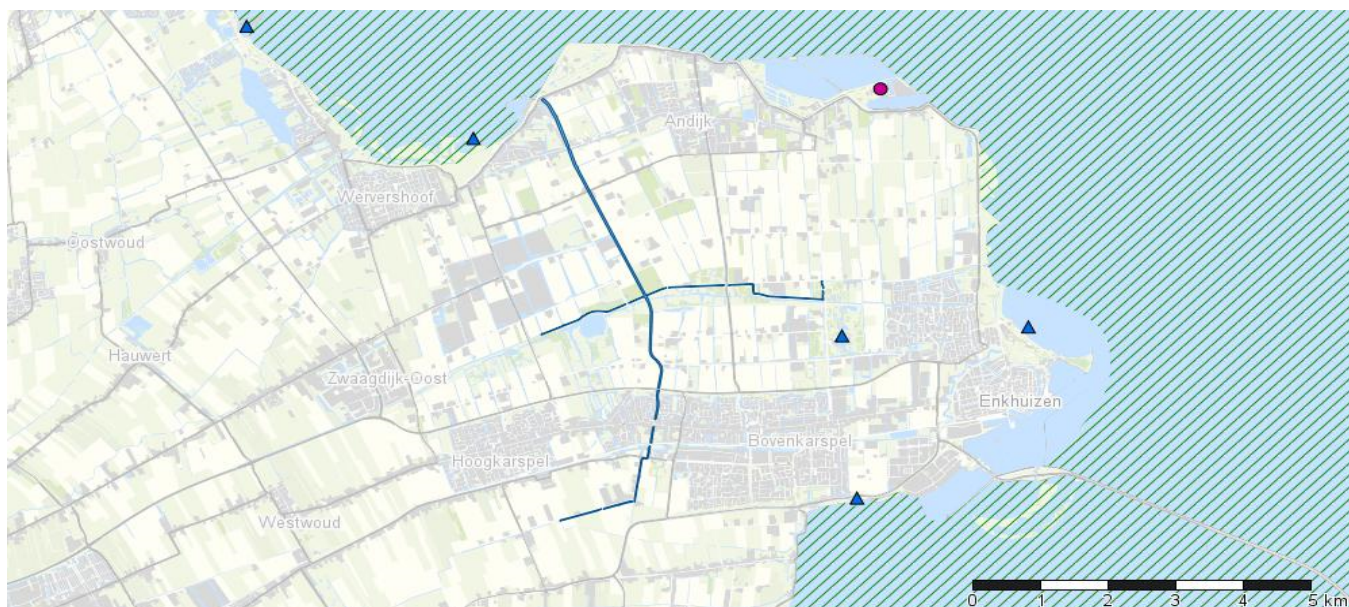 Andijk
Wervershoof
Oostwoud
Hauwert
Zwaagdijk-Oost
Enkhuizen
Bovenkarspel
Hoogkarspel
Westwoud
0 1 2 3 4 5 km